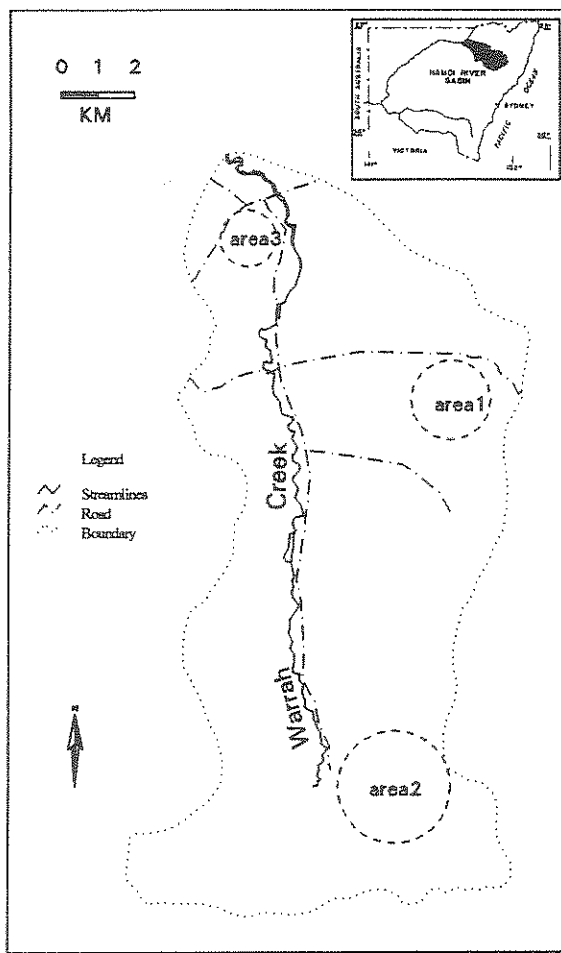 0 1 2
KM
NAMOI RIVER
BASIN
SOUTH AUSTRALIA
SYDNEY
PACIFIC OCEAN
VICTORIA
area3
area1
Legend
Streamlines
Road
Boundary
Warrah Creek
area2